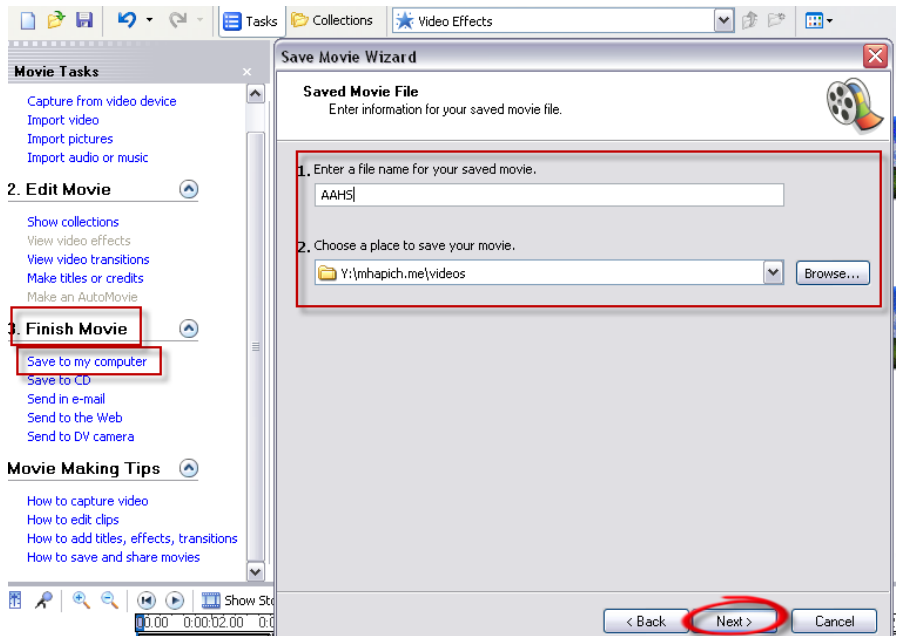 Tasks
Collections
Video Effects
Movie Tasks
Capture from video device
Import video
Import pictures
Import audio or music
2. Edit Movie
Show collections
View video effects
View video transitions
Make titles or credits
Make an AutoMovie
3. Finish Movie
Save to my computer
Save to CD
Send in e-mail
Send to the Web
Send to DV camera
Movie Making Tips
How to capture video
How to edit clips
How to add titles, effects, transitions
How to save and share movies
Show
0.00 0:00:02.00
Save Movie Wizard
Saved Movie File
Enter information for your saved movie file.
1. Enter a file name for your saved movie.
AAHS
2. Choose a place to save your movie.
Y:\mhapich.me\videos
Browse...
< Back
Next >
Cancel